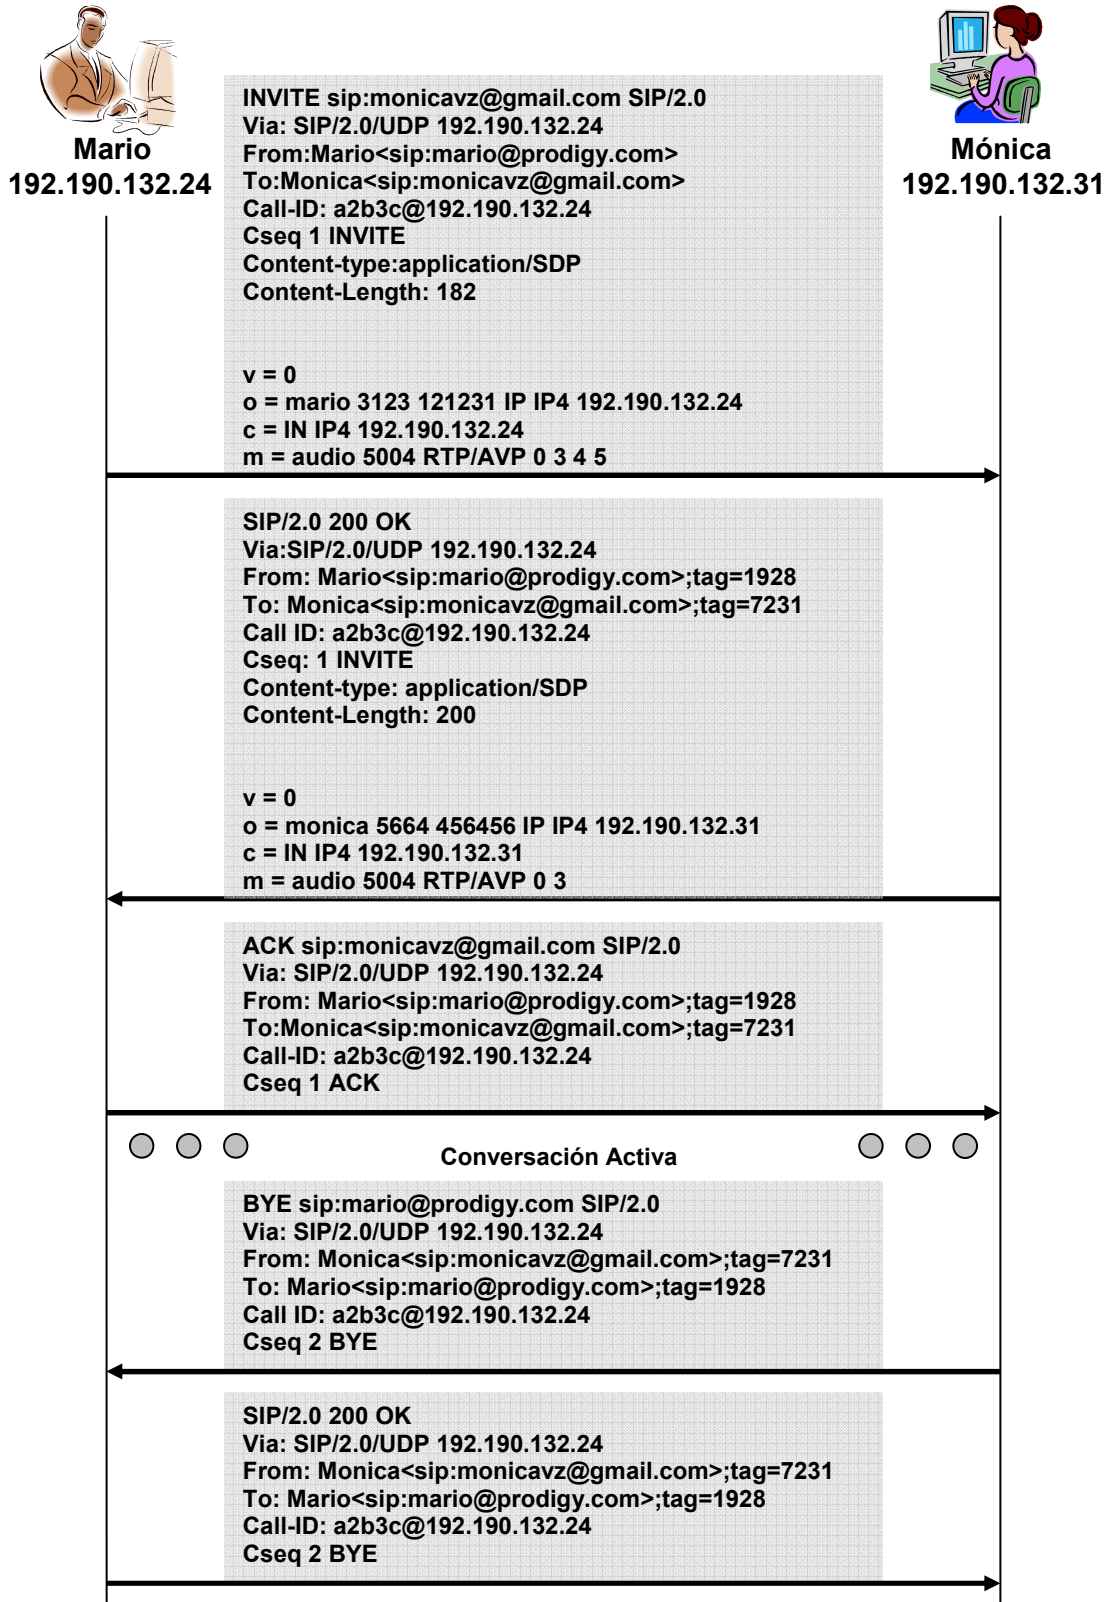 Mario
192.190.132.24
Mónica
192.190.132.31
INVITE sip:monicavz@gmail.com SIP/2.0
Via: SIP/2.0/UDP 192.190.132.24
From:Mario<sip:mario@prodigy.com>
To:Monica<sip:monicavz@gmail.com>
Call-ID: a2b3c@192.190.132.24
Cseq 1 INVITE
Content-type:application/SDP
Content-Length: 182
v = 0
o = mario 3123 121231 IP IP4 192.190.132.24
c = IN IP4 192.190.132.24
m = audio 5004 RTP/AVP 0 3 4 5
SIP/2.0 200 OK
Via:SIP/2.0/UDP 192.190.132.24
From: Mario<sip:mario@prodigy.com>;tag=1928
To: Monica<sip:monicavz@gmail.com>;tag=7231
Call ID: a2b3c@192.190.132.24
Cseq: 1 INVITE
Content-type: application/SDP
Content-Length: 200
v = 0
o = monica 5664 456456 IP IP4 192.190.132.31
c = IN IP4 192.190.132.31
m = audio 5004 RTP/AVP 0 3
ACK sip:monicavz@gmail.com SIP/2.0
Via: SIP/2.0/UDP 192.190.132.24
From: Mario<sip:mario@prodigy.com>;tag=1928
To:Monica<sip:monicavz@gmail.com>;tag=7231
Call-ID: a2b3c@192.190.132.24
Cseq 1 ACK
Conversación Activa
BYE sip:mario@prodigy.com SIP/2.0
Via: SIP/2.0/UDP 192.190.132.24
From: Monica<sip:monicavz@gmail.com>;tag=7231
To: Mario<sip:mario@prodigy.com>;tag=1928
Call ID: a2b3c@192.190.132.24
Cseq 2 BYE
SIP/2.0 200 OK
Via: SIP/2.0/UDP 192.190.132.24
From: Monica<sip:monicavz@gmail.com>;tag=7231
To: Mario<sip:mario@prodigy.com>;tag=1928
Call-ID: a2b3c@192.190.132.24
Cseq 2 BYE